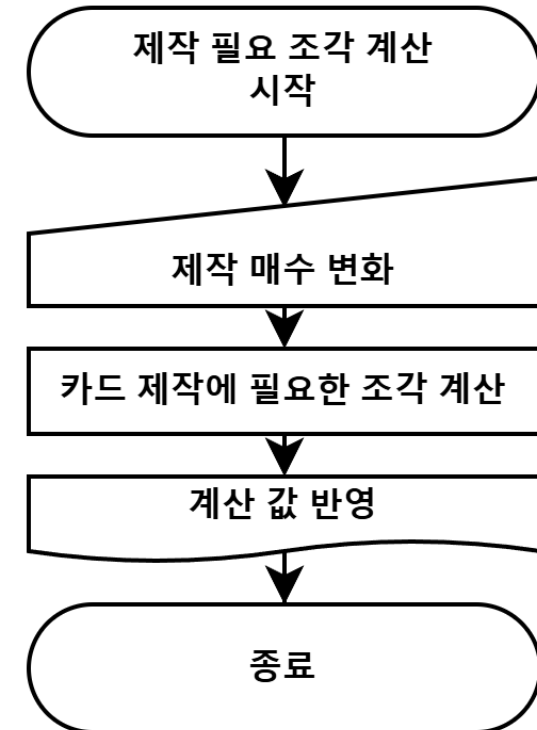 제작 필요 조각 계산
시작
제작 매수 변화
카드 제작에 필요한 조각 계산
계산 값 반영
종료